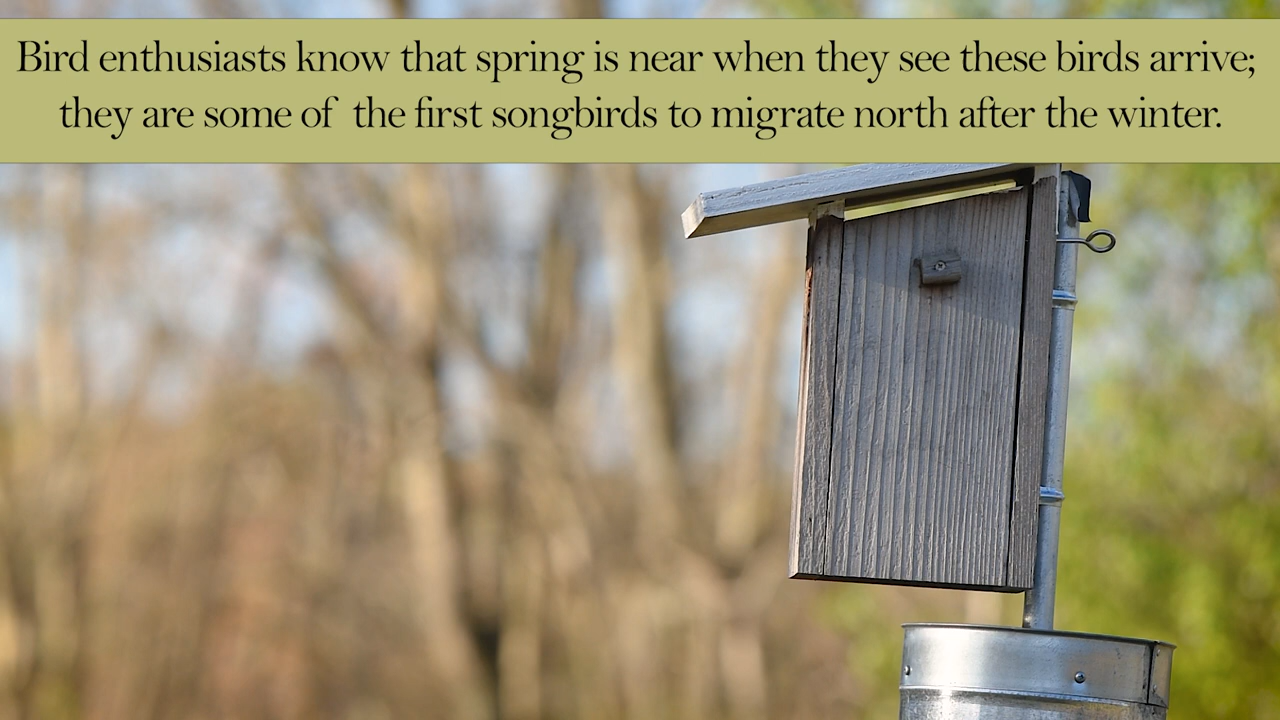 Bird enthusiasts know that spring is near when they see these birds arrive;
they are some of  the first songbirds to migrate north after the winter.